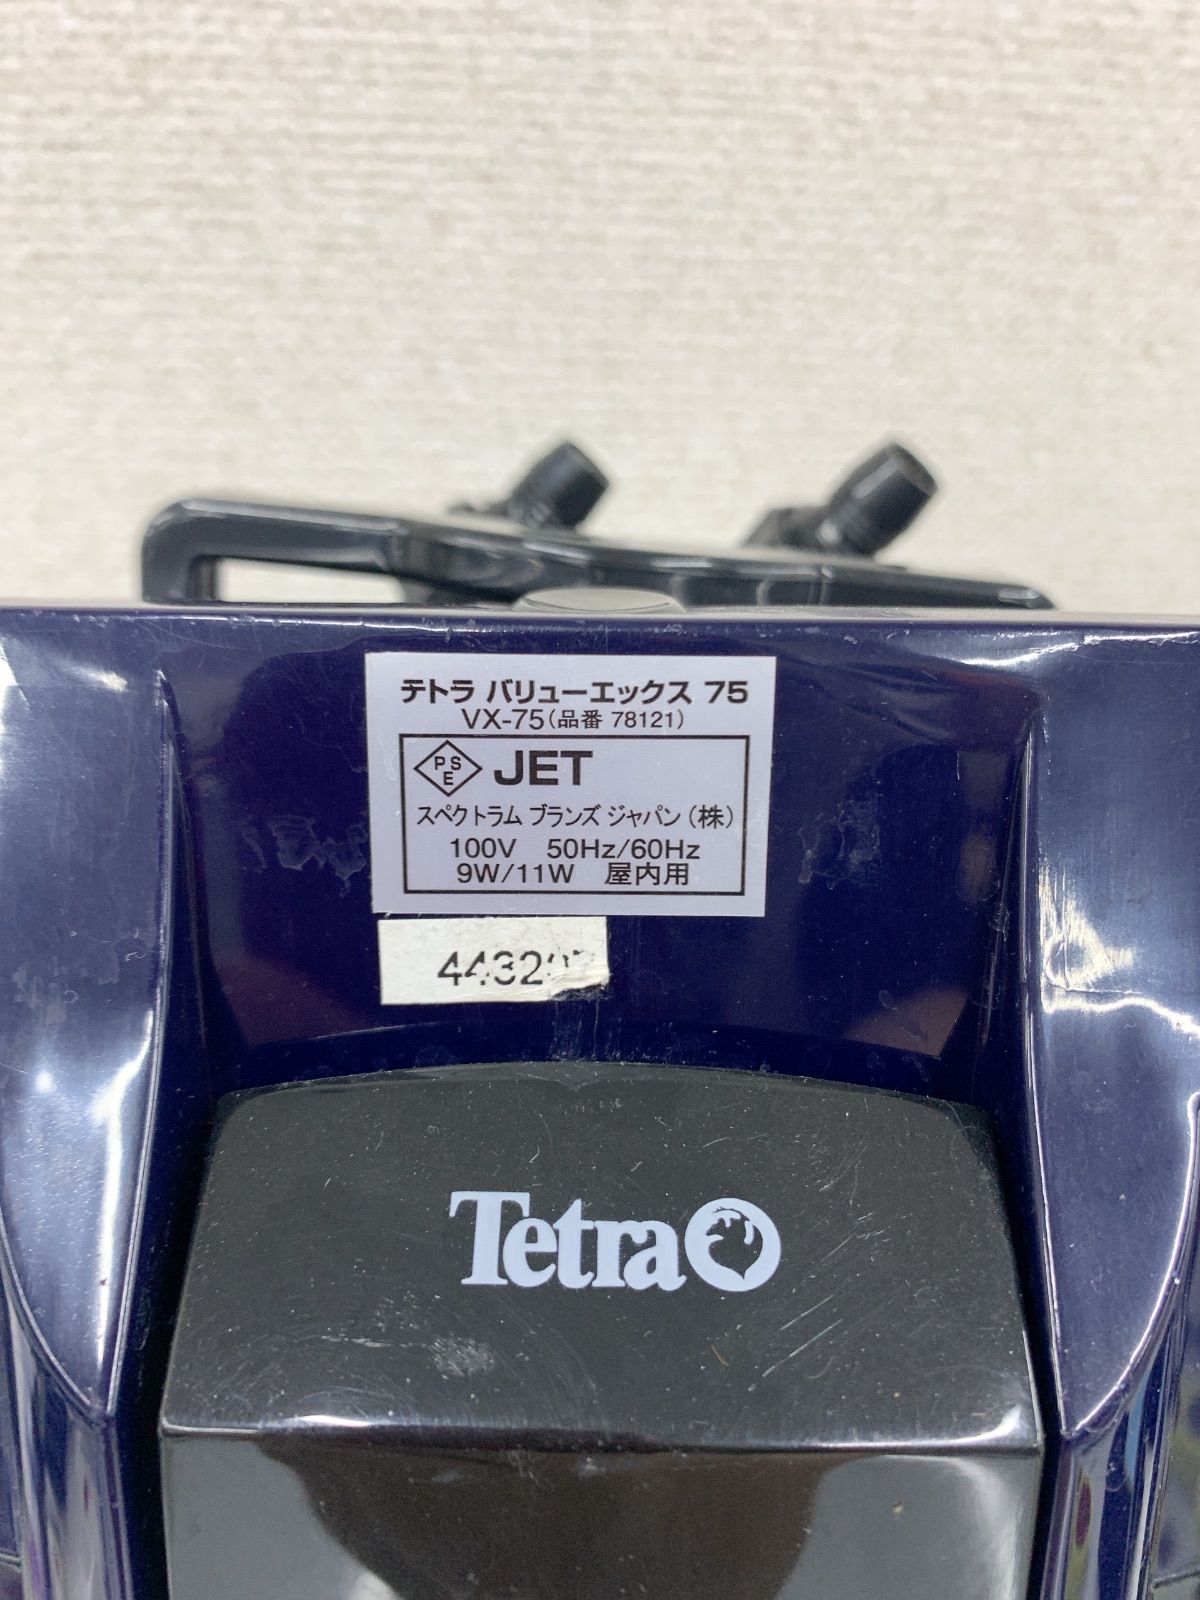 テトラ バリューエックス 75
VX-75(品番 78121)
PSE JET
スペクトラム ブランズ ジャパン(株)
100V 50Hz/60Hz
9W/11W 屋内用
Tetra